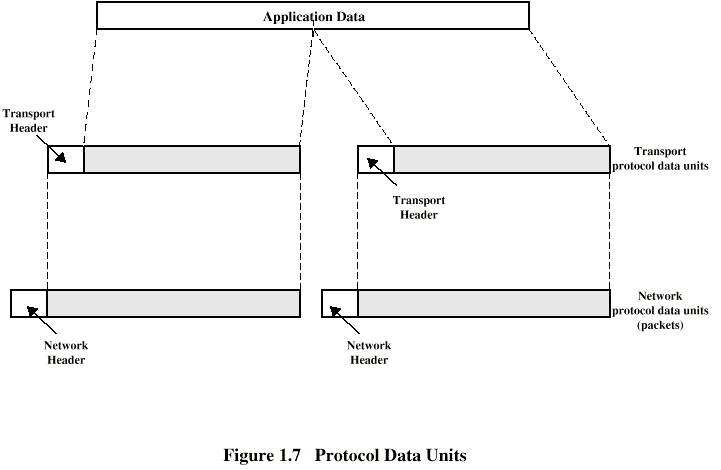 Application Data
Transport
Header
Transport
protocol data units
Transport
Header
Network
protocol data units
(packets)
Network
Header
Network
Header
Figure 1.7 Protocol Data Units